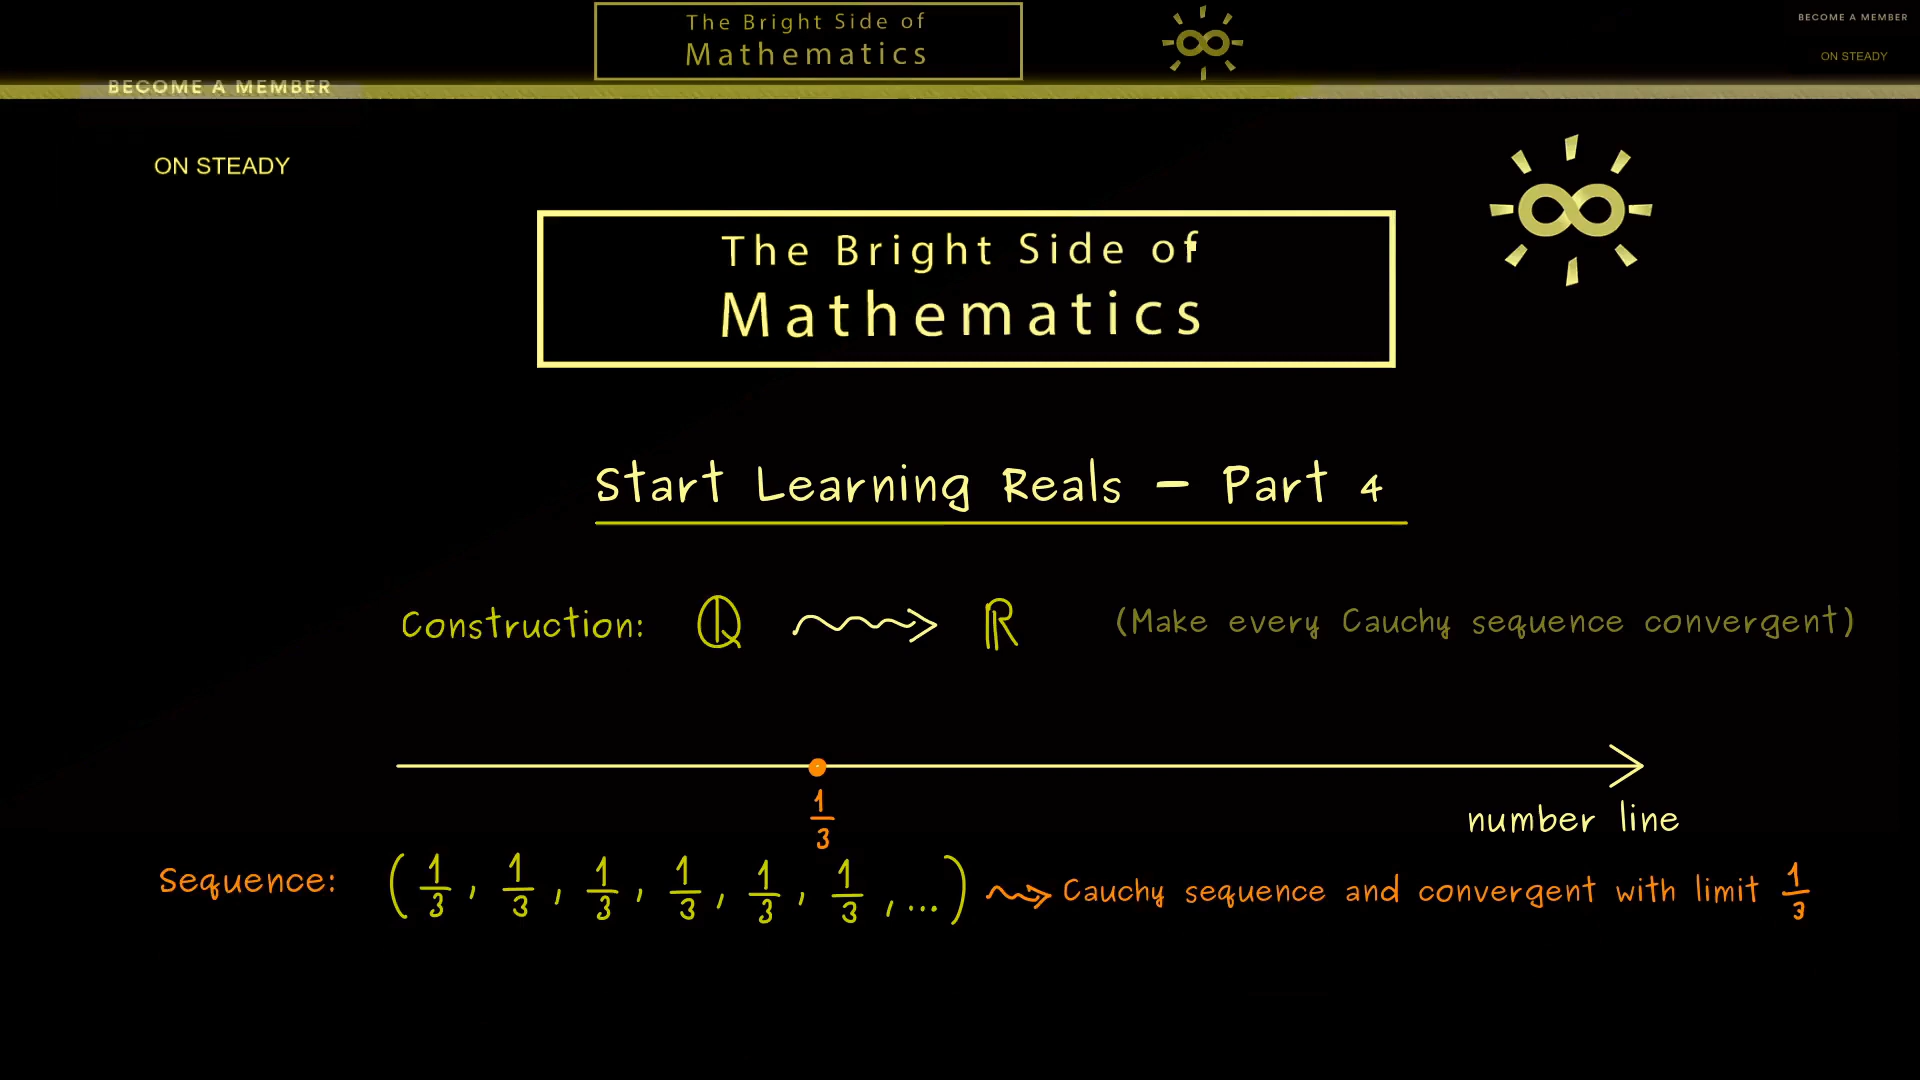 The Bright Side of
Mathematics
BECOME A MEMBER
ON STEADY
BECOME A MEMBER
ON STEADY
The Bright Side of
Mathematics
Start Learning Reals - Part 4
Construction: ℚ ⇝ ℝ (Make every Cauchy sequence convergent)
1/3
number line
Sequence: (1/3, 1/3, 1/3, 1/3, 1/3, 1/3, ...) ⇝ Cauchy sequence and convergent with limit 1/3